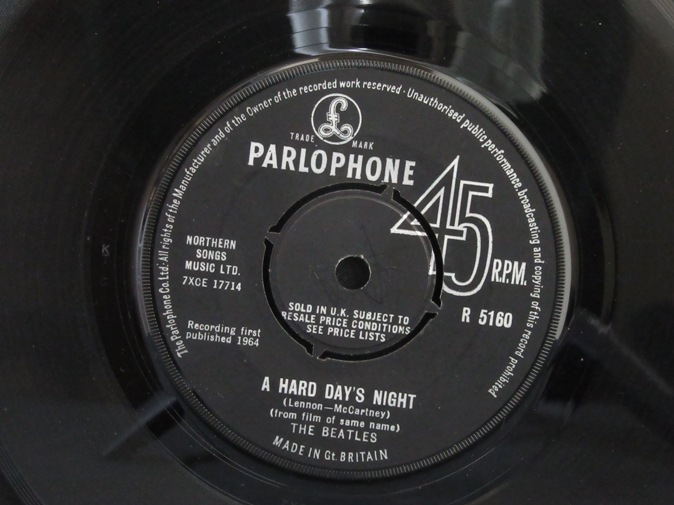 The Parlophone Co.Ltd. All rights of the Manufacturer and of the Owner of the recorded work reserved · Unauthorised public performance, broadcasting and copying of this record prohibited
£
TRADE MARK
PARLOPHONE
45
R.P.M.
R 5160
NORTHERN
SONGS
MUSIC LTD.
7XCE 17714
Recording first
published 1964
SOLD IN U.K. SUBJECT TO
RESALE PRICE CONDITIONS
SEE PRICE LISTS
A HARD DAY'S NIGHT
(Lennon—McCartney)
(from film of same name)
THE BEATLES
MADE IN Gt. BRITAIN
K